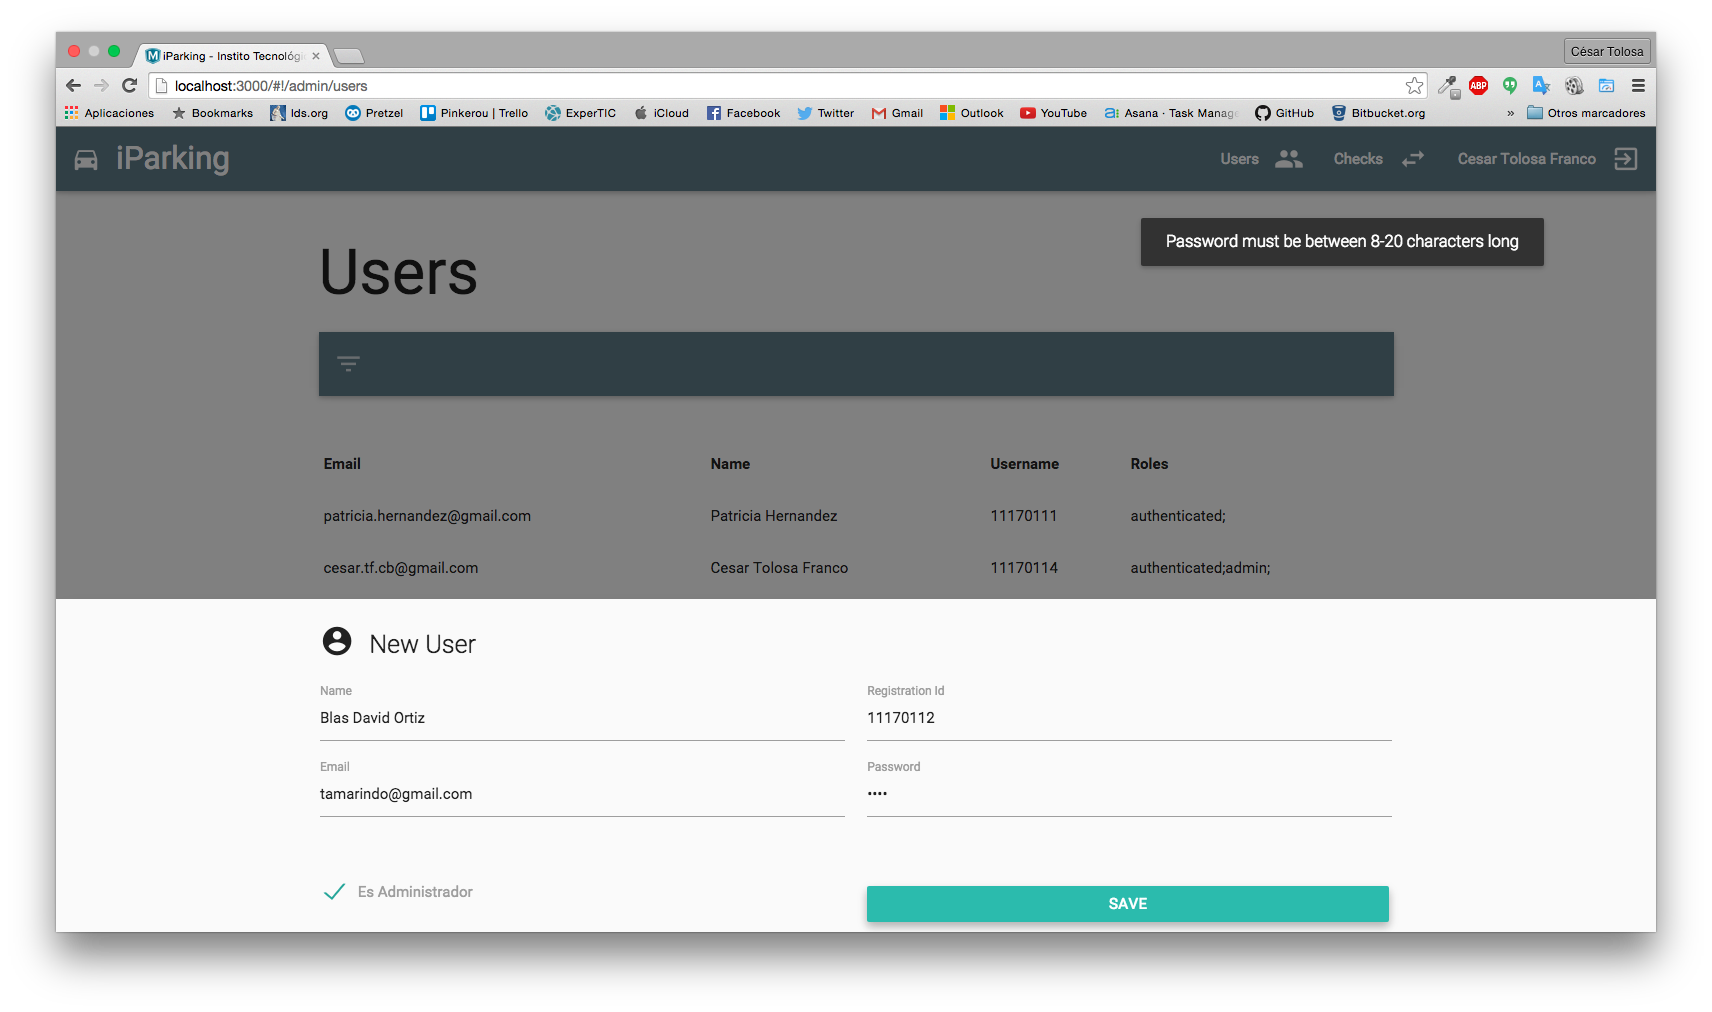 iParking - Instito Tecnológi
César Tolosa
localhost:3000/#!/admin/users
ABP
Aplicaciones Bookmarks lds.org Pretzel Pinkerou | Trello ExperTIC iCloud Facebook Twitter Gmail Outlook YouTube Asana · Task Manag GitHub Bitbucket.org » Otros marcadores
iParking Users Checks Cesar Tolosa Franco
Password must be between 8-20 characters long
Users
Email Name Username Roles
patricia.hernandez@gmail.com Patricia Hernandez 11170111 authenticated;
cesar.tf.cb@gmail.com Cesar Tolosa Franco 11170114 authenticated;admin;
New User
Name Registration Id
Blas David Ortiz 11170112
Email Password
tamarindo@gmail.com ••••
Es Administrador SAVE